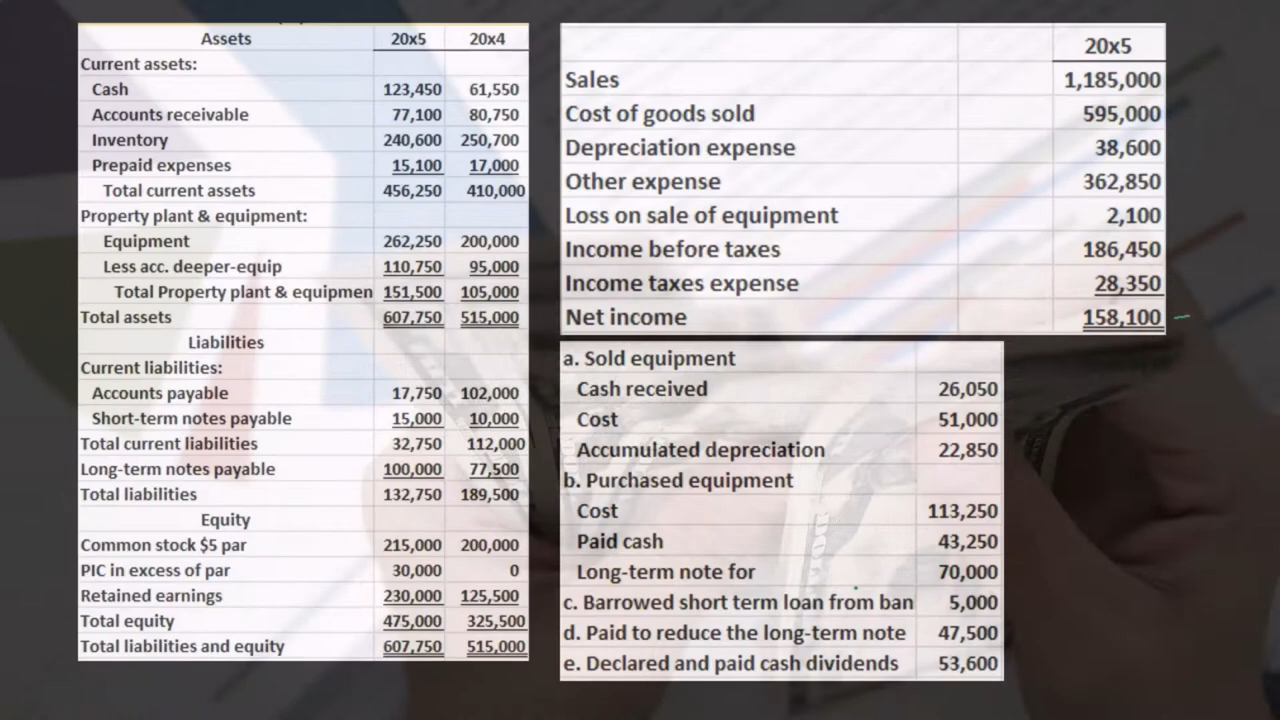 Assets 20x5 20x4
Current assets:
Cash 123,450 61,550
Accounts receivable 77,100 80,750
Inventory 240,600 250,700
Prepaid expenses 15,100 17,000
Total current assets 456,250 410,000
Property plant & equipment:
Equipment 262,250 200,000
Less acc. deeper-equip 110,750 95,000
Total Property plant & equipmen 151,500 105,000
Total assets 607,750 515,000
Liabilities
Current liabilities:
Accounts payable 17,750 102,000
Short-term notes payable 15,000 10,000
Total current liabilities 32,750 112,000
Long-term notes payable 100,000 77,500
Total liabilities 132,750 189,500
Equity
Common stock $5 par 215,000 200,000
PIC in excess of par 30,000 0
Retained earnings 230,000 125,500
Total equity 475,000 325,500
Total liabilities and equity 607,750 515,000
20x5
Sales 1,185,000
Cost of goods sold 595,000
Depreciation expense 38,600
Other expense 362,850
Loss on sale of equipment 2,100
Income before taxes 186,450
Income taxes expense 28,350
Net income 158,100
a. Sold equipment
Cash received 26,050
Cost 51,000
Accumulated depreciation 22,850
b. Purchased equipment
Cost 113,250
Paid cash 43,250
Long-term note for 70,000
c. Barrowed short term loan from ban 5,000
d. Paid to reduce the long-term note 47,500
e. Declared and paid cash dividends 53,600